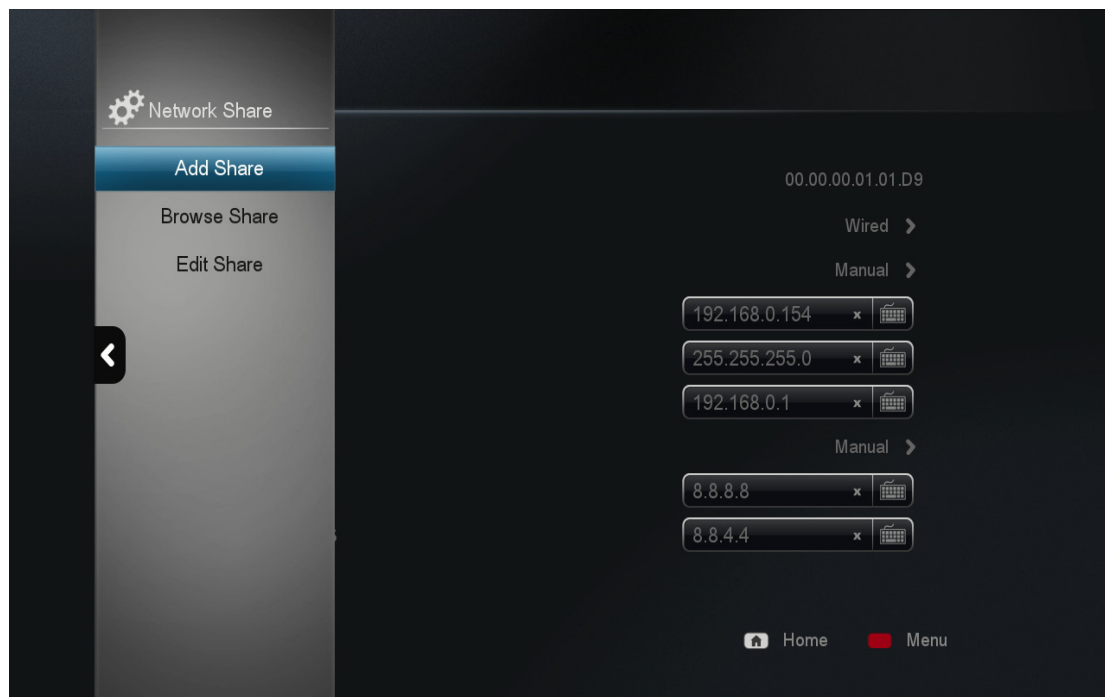 Network Share
Add Share
Browse Share
Edit Share
00.00.00.01.01.D9
Wired
Manual
192.168.0.154 x
255.255.255.0 x
192.168.0.1 x
Manual
8.8.8.8 x
8.8.4.4 x
Home Menu